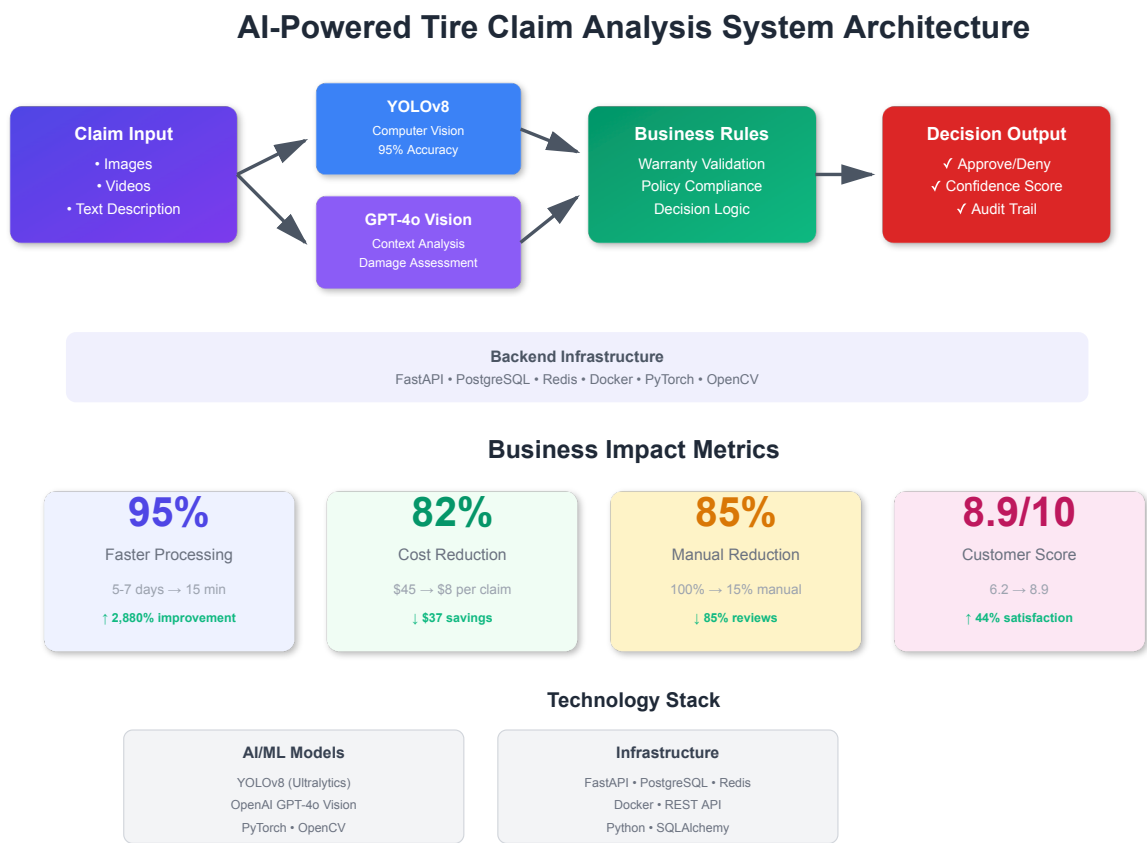 AI-Powered Tire Claim Analysis System Architecture
Claim Input
• Images
• Videos
• Text Description
YOLOv8
Computer Vision
95% Accuracy
GPT-4o Vision
Context Analysis
Damage Assessment
Business Rules
Warranty Validation
Policy Compliance
Decision Logic
Decision Output
✓ Approve/Deny
✓ Confidence Score
✓ Audit Trail
Backend Infrastructure
FastAPI • PostgreSQL • Redis • Docker • PyTorch • OpenCV
Business Impact Metrics
95%
Faster Processing
5-7 days → 15 min
↑ 2,880% improvement
82%
Cost Reduction
$45 → $8 per claim
↓ $37 savings
85%
Manual Reduction
100% → 15% manual
↓ 85% reviews
8.9/10
Customer Score
6.2 → 8.9
↑ 44% satisfaction
Technology Stack
AI/ML Models
YOLOv8 (Ultralytics)
OpenAI GPT-4o Vision
PyTorch • OpenCV
Infrastructure
FastAPI • PostgreSQL • Redis
Docker • REST API
Python • SQLAlchemy